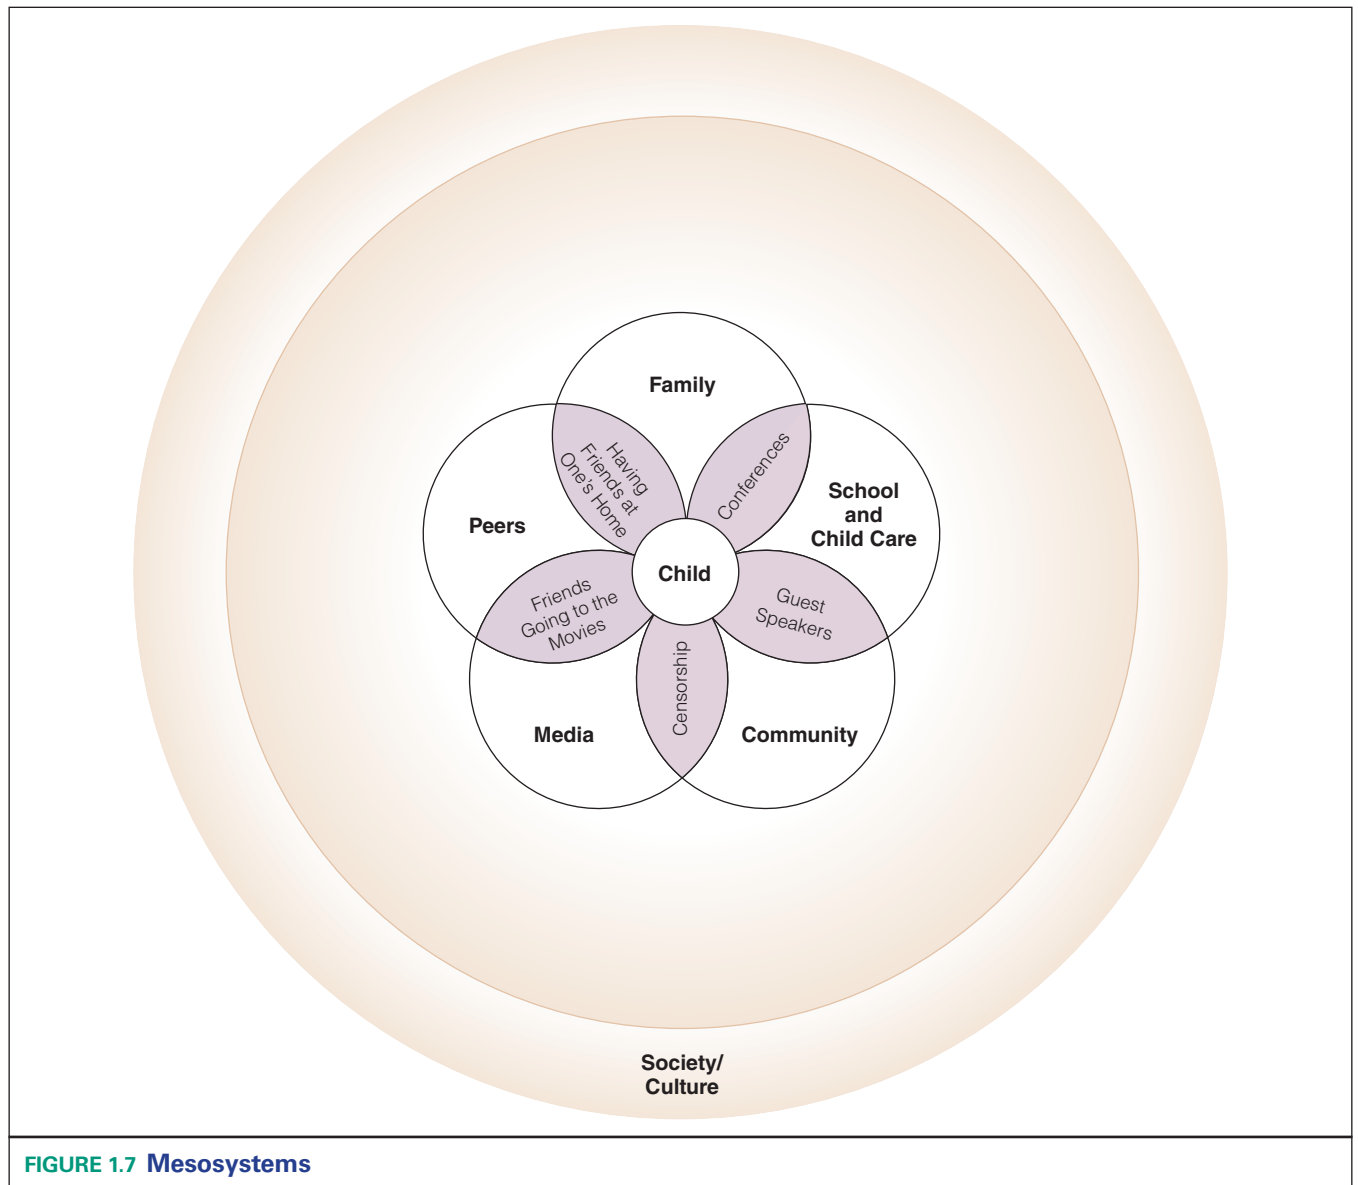 Family
Having
Friends at
One's Home
Conferences
School
and
Child Care
Peers
Child
Friends
Going to the
Movies
Guest
Speakers
Censorship
Media
Community
Society/
Culture
FIGURE 1.7 Mesosystems